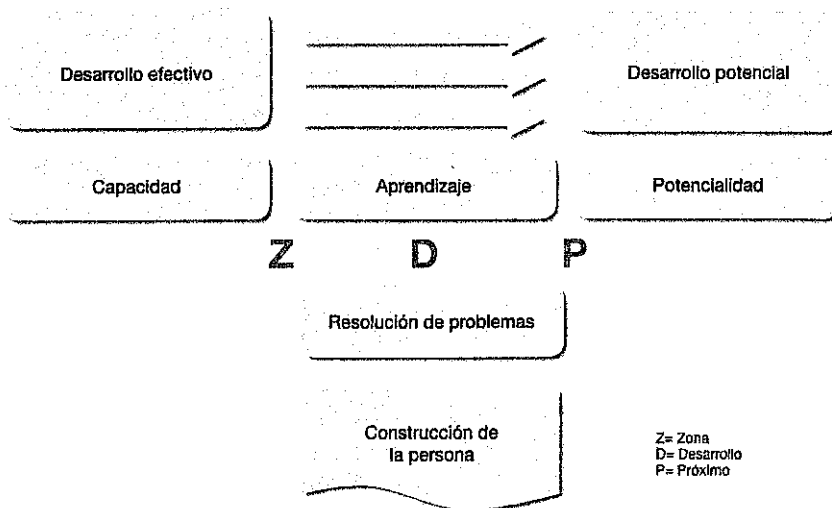 Desarrollo efectivo
Desarrollo potencial
Capacidad
Aprendizaje
Potencialidad
Z D P
Resolución de problemas
Construcción de
la persona
Z= Zona
D= Desarrollo
P= Próximo